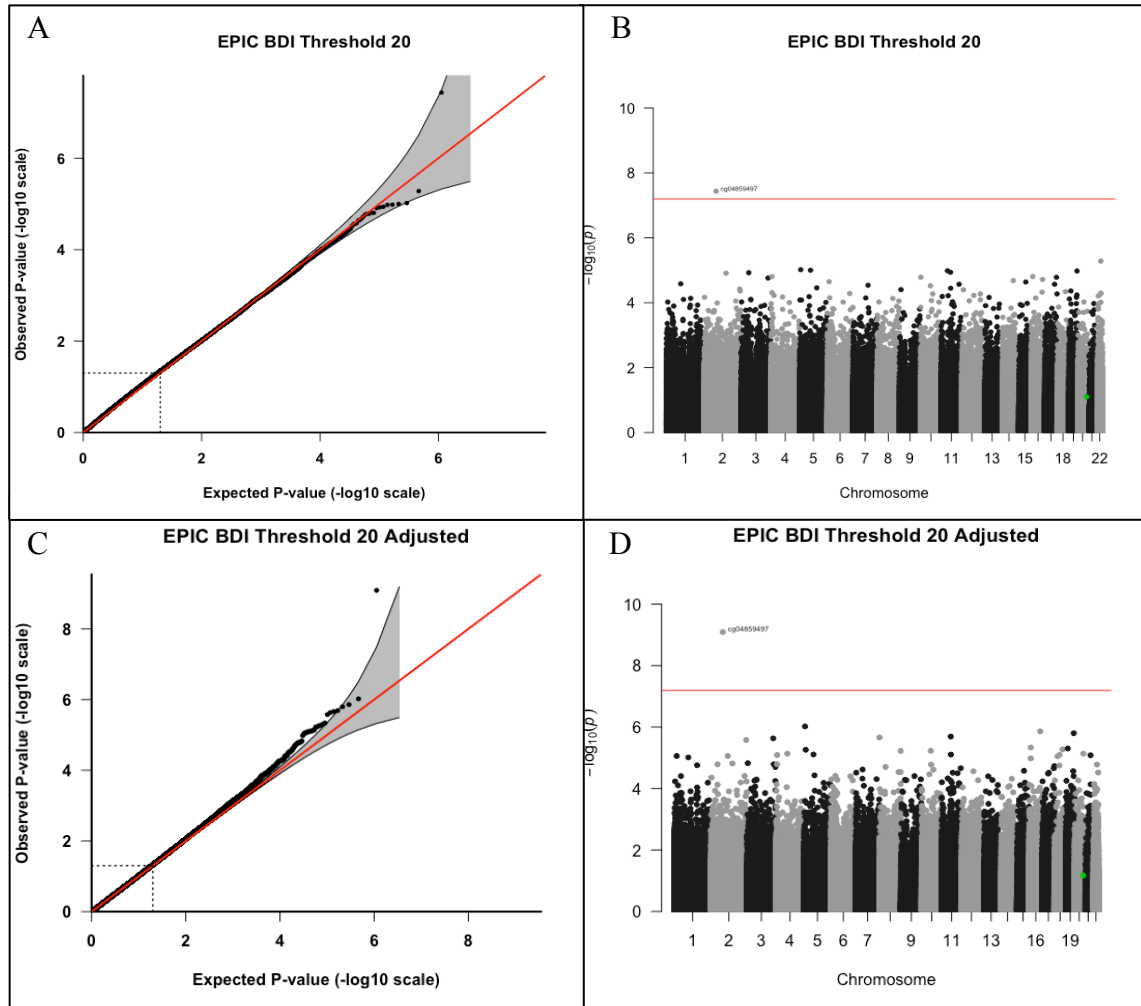 A
EPIC BDI Threshold 20
Observed P-value (-log10 scale)
6
4
2
0
0 2 4 6
Expected P-value (-log10 scale)
B
EPIC BDI Threshold 20
−log10(p)
10
8
6
4
2
0
cg04859497
1 2 3 4 5 6 7 8 9 11 13 15 18 22
Chromosome
C
EPIC BDI Threshold 20 Adjusted
Observed P-value (-log10 scale)
8
6
4
2
0
0 2 4 6 8
Expected P-value (-log10 scale)
D
EPIC BDI Threshold 20 Adjusted
−log10(p)
10
8
6
4
2
0
cg04859497
1 2 3 4 5 6 7 9 11 13 16 19
Chromosome